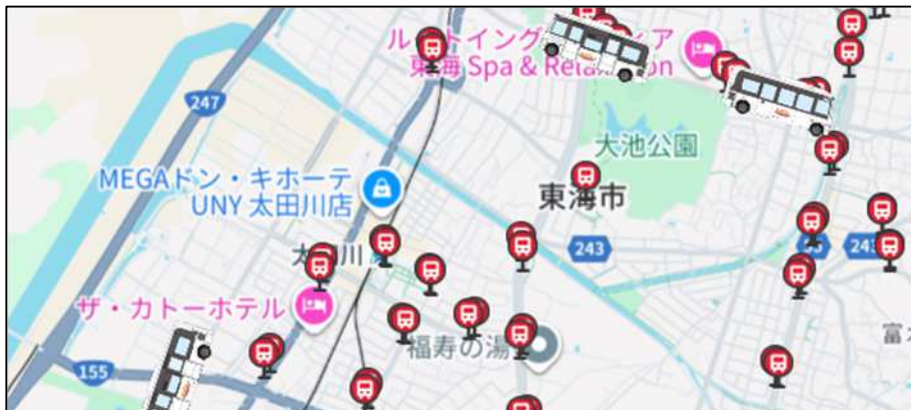 ル
東海 Spa & Relaxation
247
大池公園
MEGAドン・キホーテ
UNY 太田川店
東海市
243
243
川
ザ・カトーホテル
福寿の湯
155